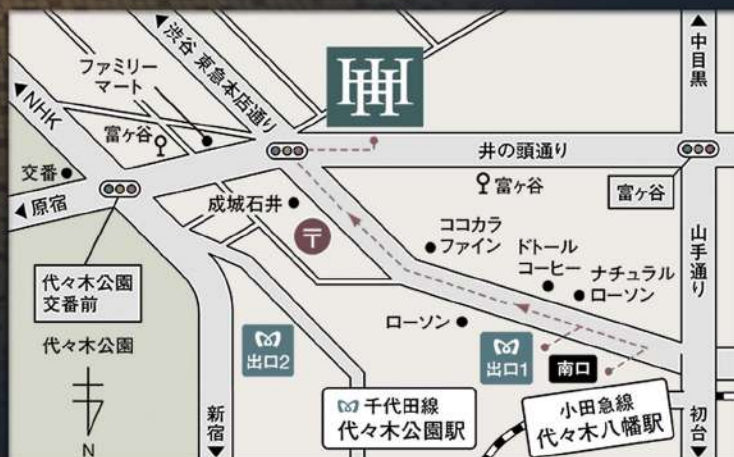 渋谷 東急本店通り
中目黒
HH
ファミリー
マート
NHK
富ヶ谷
井の頭通り
交番
富ヶ谷
富ヶ谷
原宿
成城石井
〒
ココカラ
ファイン
ドトール
コーヒー
ナチュラル
ローソン
山手通り
代々木公園
交番前
ローソン
代々木公園
出口2
出口1
南口
千代田線
代々木公園駅
小田急線
代々木八幡駅
新宿
初台
N